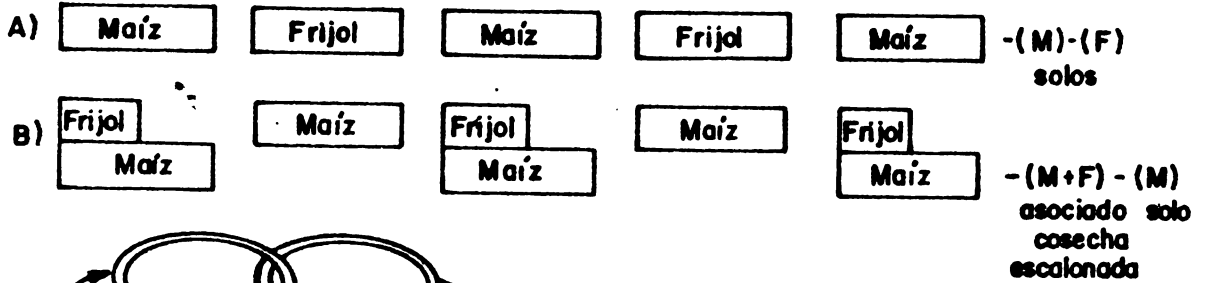 A) Maíz Frijol Maíz Frijol Maíz -(M)-(F)
solos
B) Frijol Maíz Frijol Maíz Frijol
Maíz Maíz Maíz -(M+F)-(M)
asociado solo
cosecha
escalonada